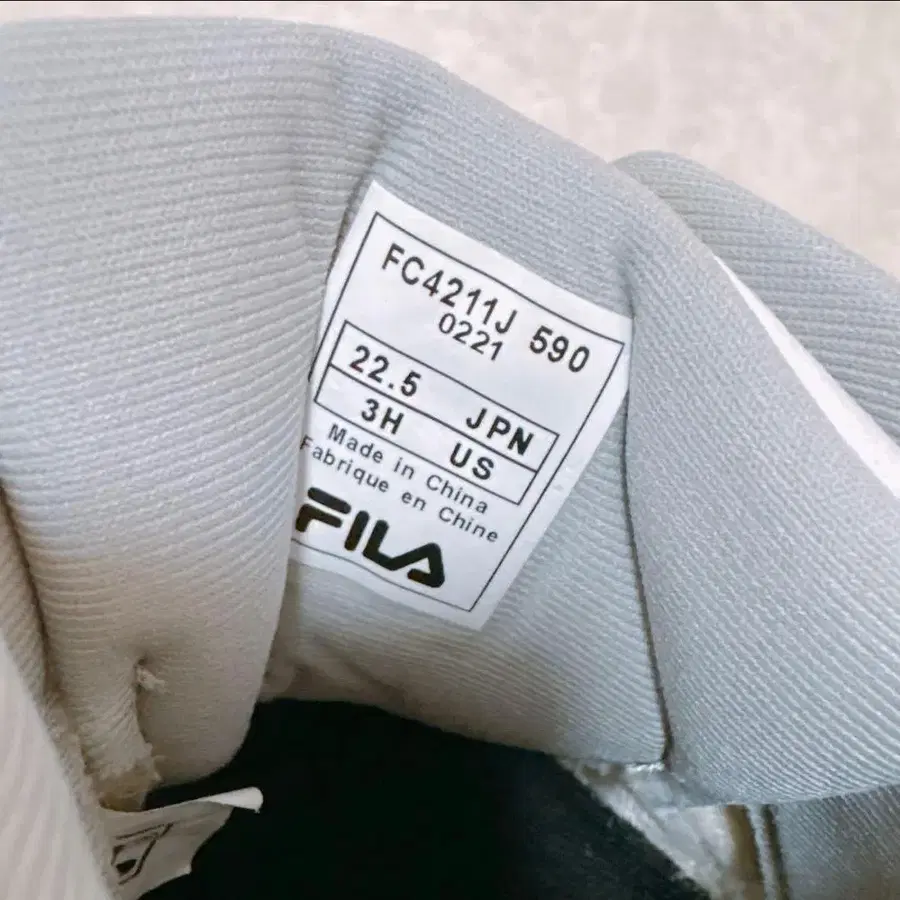 FC4211J 590
0221
22.5 JPN
3H US
Made in China
Fabrique en Chine
FILA